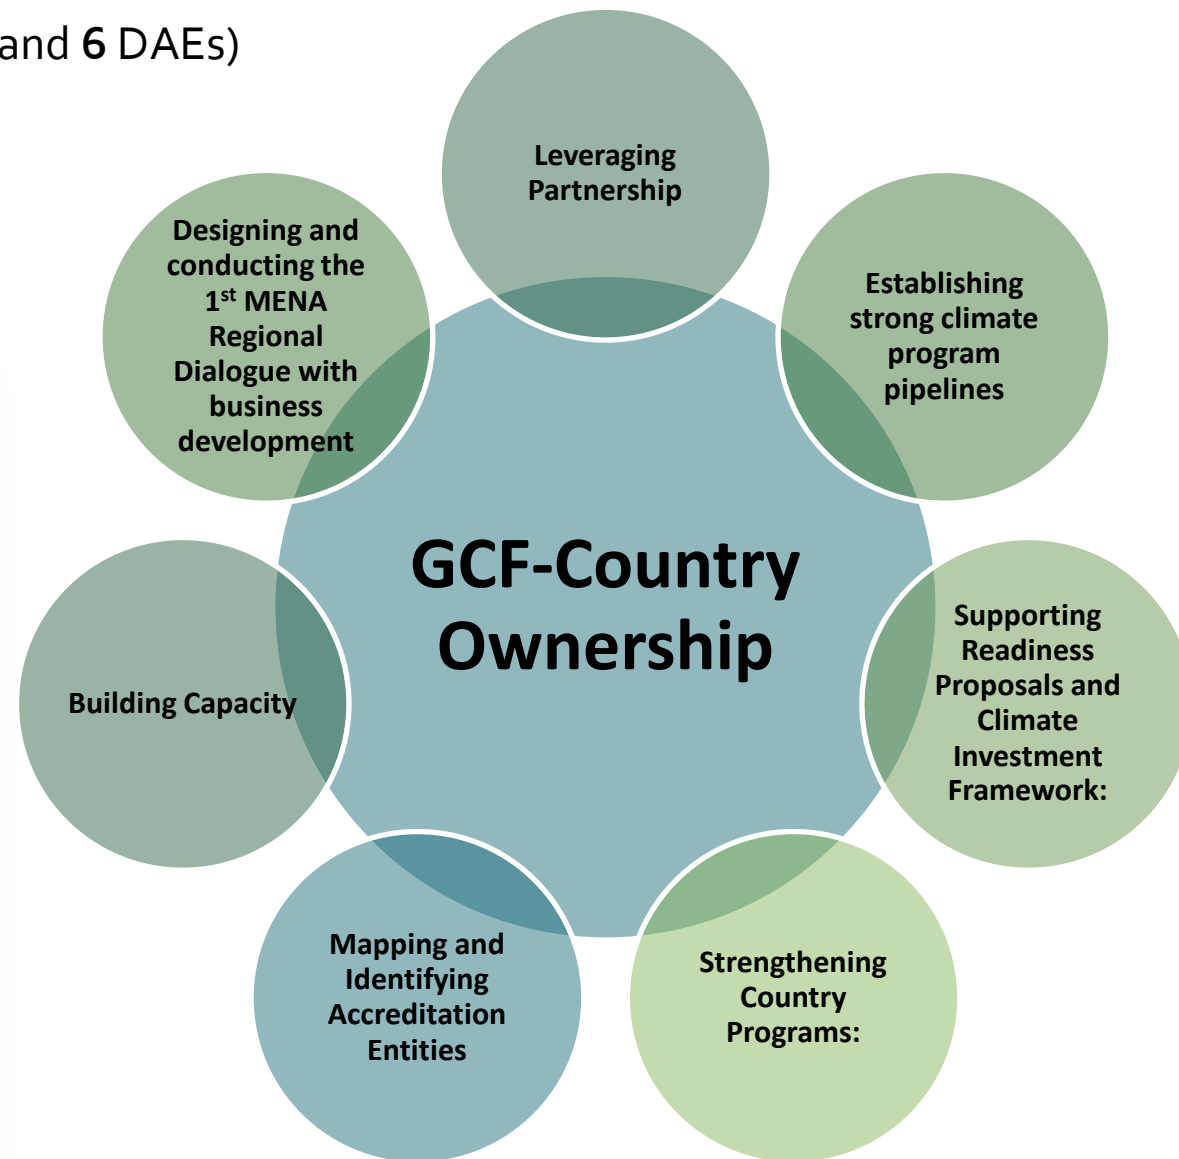 and 6 DAEs)
Leveraging
Partnership
Establishing
strong climate
program
pipelines
Supporting
Readiness
Proposals and
Climate
Investment
Framework:
Strengthening
Country
Programs:
Mapping and
Identifying
Accreditation
Entities
Building Capacity
Designing and
conducting the
1st MENA
Regional
Dialogue with
business
development
GCF-Country
Ownership